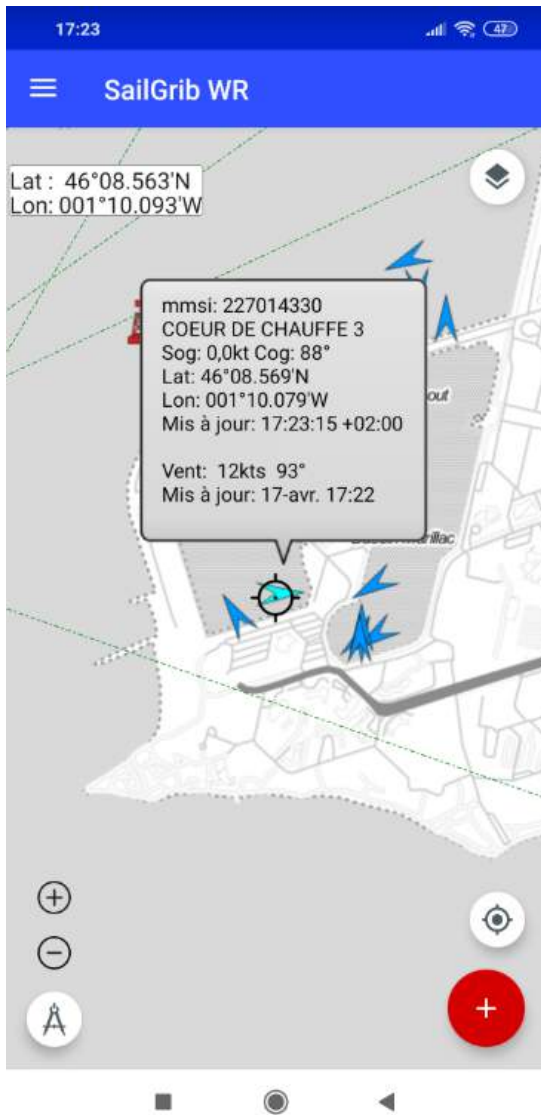 17:23
47
SailGrib WR
Lat : 46°08.563'N
Lon: 001°10.093'W
mmsi: 227014330
COEUR DE CHAUFFE 3
Sog: 0,0kt Cog: 88°
Lat: 46°08.569'N
Lon: 001°10.079'W
Mis à jour: 17:23:15 +02:00
Vent: 12kts 93°
Mis à jour: 17-avr. 17:22
out